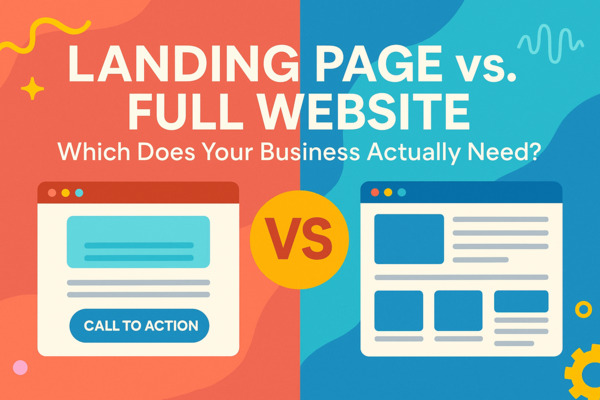 LANDING PAGE vs.
FULL WEBSITE
Which Does Your Business Actually Need?
VS
CALL TO ACTION